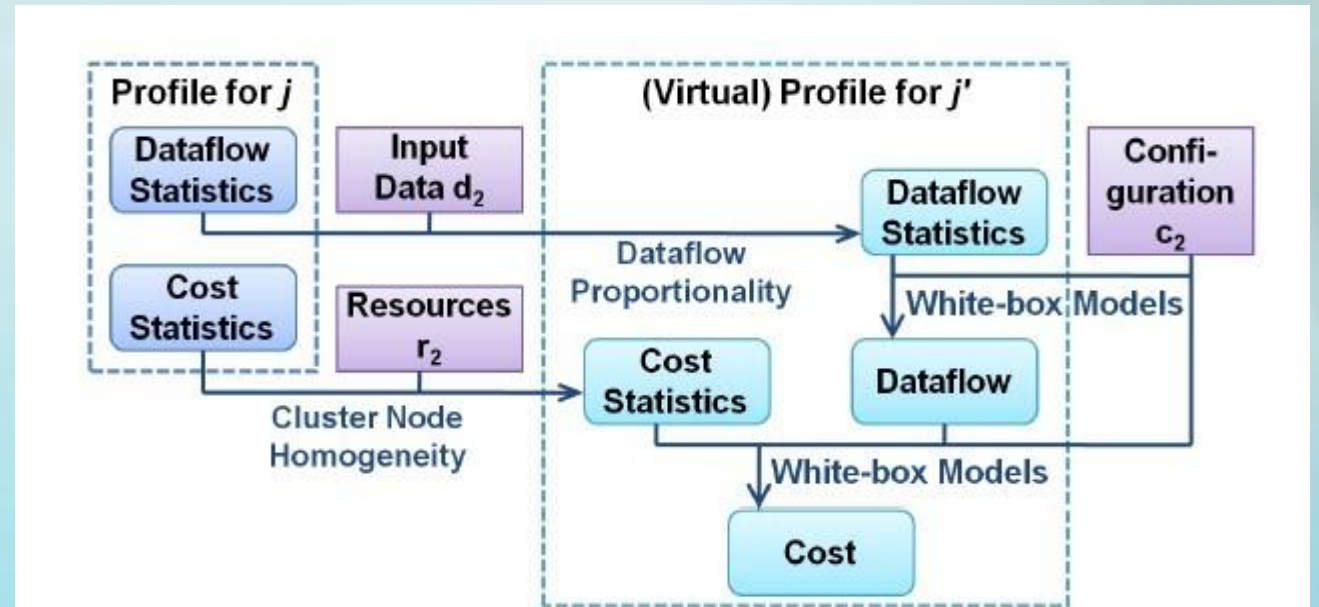 Profile for j
Dataflow
Statistics
Cost
Statistics
Input
Data d₂
Resources
r₂
Cluster Node
Homogeneity
(Virtual) Profile for j'
Dataflow
Proportionality
Dataflow
Statistics
White-box Models
Cost
Statistics
Dataflow
White-box Models
Cost
Confi-
guration
c₂